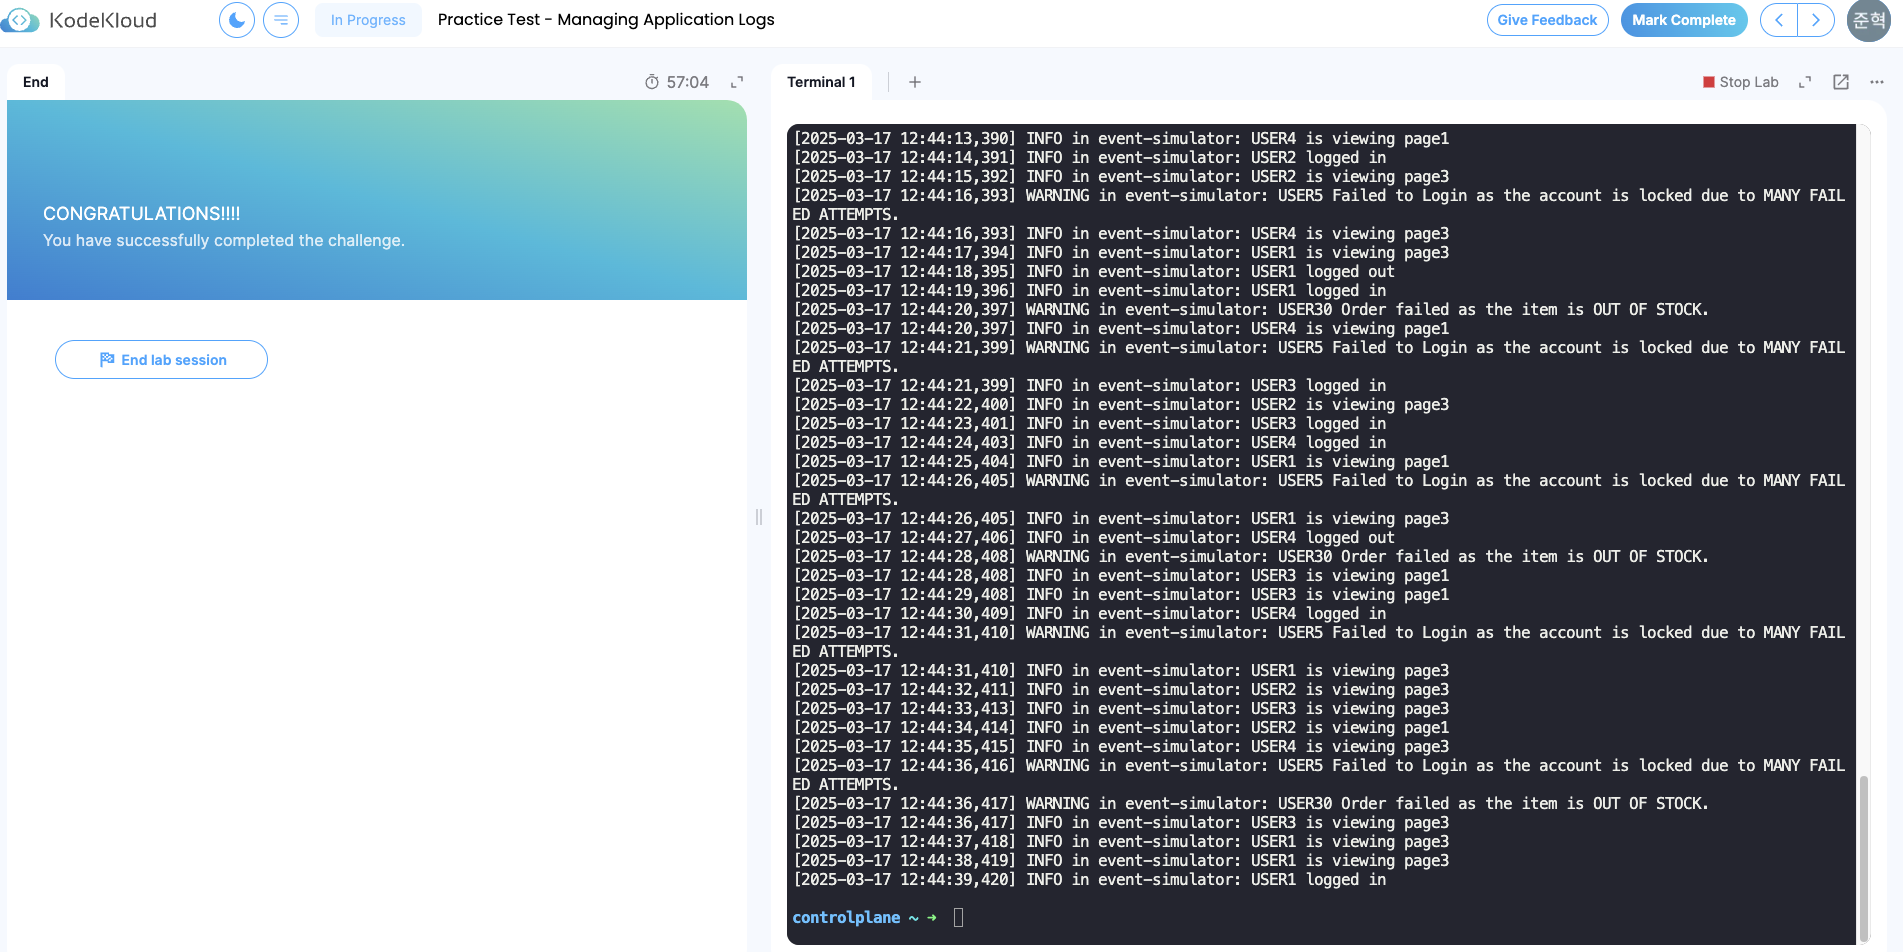 KodeKloud
In Progress
Practice Test - Managing Application Logs
Give Feedback
Mark Complete
준혁
End
57:04
CONGRATULATIONS!!!!
You have successfully completed the challenge.
End lab session
Terminal 1
+
Stop Lab
[2025-03-17 12:44:13,390] INFO in event-simulator: USER4 is viewing page1
[2025-03-17 12:44:14,391] INFO in event-simulator: USER2 logged in
[2025-03-17 12:44:15,392] INFO in event-simulator: USER2 is viewing page3
[2025-03-17 12:44:16,393] WARNING in event-simulator: USER5 Failed to Login as the account is locked due to MANY FAIL
ED ATTEMPTS.
[2025-03-17 12:44:16,393] INFO in event-simulator: USER4 is viewing page3
[2025-03-17 12:44:17,394] INFO in event-simulator: USER1 is viewing page3
[2025-03-17 12:44:18,395] INFO in event-simulator: USER1 logged out
[2025-03-17 12:44:19,396] INFO in event-simulator: USER1 logged in
[2025-03-17 12:44:20,397] WARNING in event-simulator: USER30 Order failed as the item is OUT OF STOCK.
[2025-03-17 12:44:20,397] INFO in event-simulator: USER4 is viewing page1
[2025-03-17 12:44:21,399] WARNING in event-simulator: USER5 Failed to Login as the account is locked due to MANY FAIL
ED ATTEMPTS.
[2025-03-17 12:44:21,399] INFO in event-simulator: USER3 logged in
[2025-03-17 12:44:22,400] INFO in event-simulator: USER2 is viewing page3
[2025-03-17 12:44:23,401] INFO in event-simulator: USER3 logged in
[2025-03-17 12:44:24,403] INFO in event-simulator: USER4 logged in
[2025-03-17 12:44:25,404] INFO in event-simulator: USER1 is viewing page1
[2025-03-17 12:44:26,405] WARNING in event-simulator: USER5 Failed to Login as the account is locked due to MANY FAIL
ED ATTEMPTS.
[2025-03-17 12:44:26,405] INFO in event-simulator: USER1 is viewing page3
[2025-03-17 12:44:27,406] INFO in event-simulator: USER4 logged out
[2025-03-17 12:44:28,408] WARNING in event-simulator: USER30 Order failed as the item is OUT OF STOCK.
[2025-03-17 12:44:28,408] INFO in event-simulator: USER3 is viewing page1
[2025-03-17 12:44:29,408] INFO in event-simulator: USER3 is viewing page1
[2025-03-17 12:44:30,409] INFO in event-simulator: USER4 logged in
[2025-03-17 12:44:31,410] WARNING in event-simulator: USER5 Failed to Login as the account is locked due to MANY FAIL
ED ATTEMPTS.
[2025-03-17 12:44:31,410] INFO in event-simulator: USER1 is viewing page3
[2025-03-17 12:44:32,411] INFO in event-simulator: USER2 is viewing page3
[2025-03-17 12:44:33,413] INFO in event-simulator: USER3 is viewing page3
[2025-03-17 12:44:34,414] INFO in event-simulator: USER2 is viewing page1
[2025-03-17 12:44:35,415] INFO in event-simulator: USER4 is viewing page3
[2025-03-17 12:44:36,416] WARNING in event-simulator: USER5 Failed to Login as the account is locked due to MANY FAIL
ED ATTEMPTS.
[2025-03-17 12:44:36,417] WARNING in event-simulator: USER30 Order failed as the item is OUT OF STOCK.
[2025-03-17 12:44:36,417] INFO in event-simulator: USER3 is viewing page3
[2025-03-17 12:44:37,418] INFO in event-simulator: USER1 is viewing page3
[2025-03-17 12:44:38,419] INFO in event-simulator: USER1 is viewing page3
[2025-03-17 12:44:39,420] INFO in event-simulator: USER1 logged in
controlplane ~ ➜